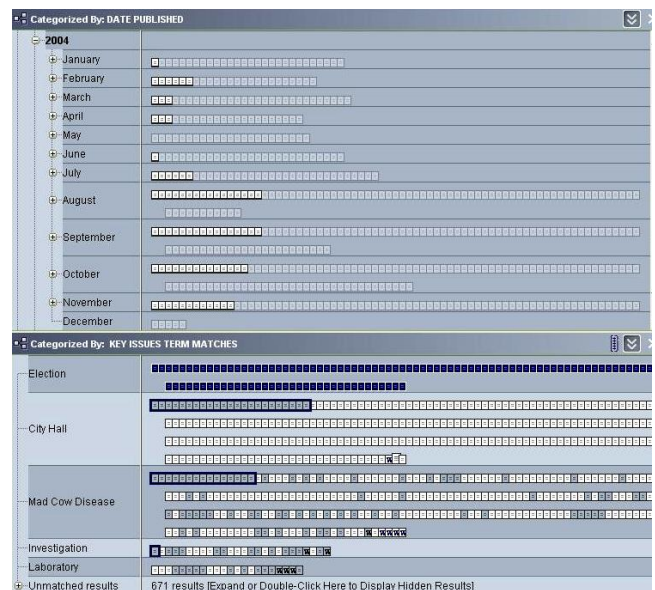 Categorized By: DATE PUBLISHED
2004
January
February
March
April
May
June
July
August
September
October
November
December
Categorized By: KEY ISSUES TERM MATCHES
Election
City Hall
Mad Cow Disease
Investigation
Laboratory
Unmatched results 671 results [Expand or Double-Click Here to Display Hidden Results]